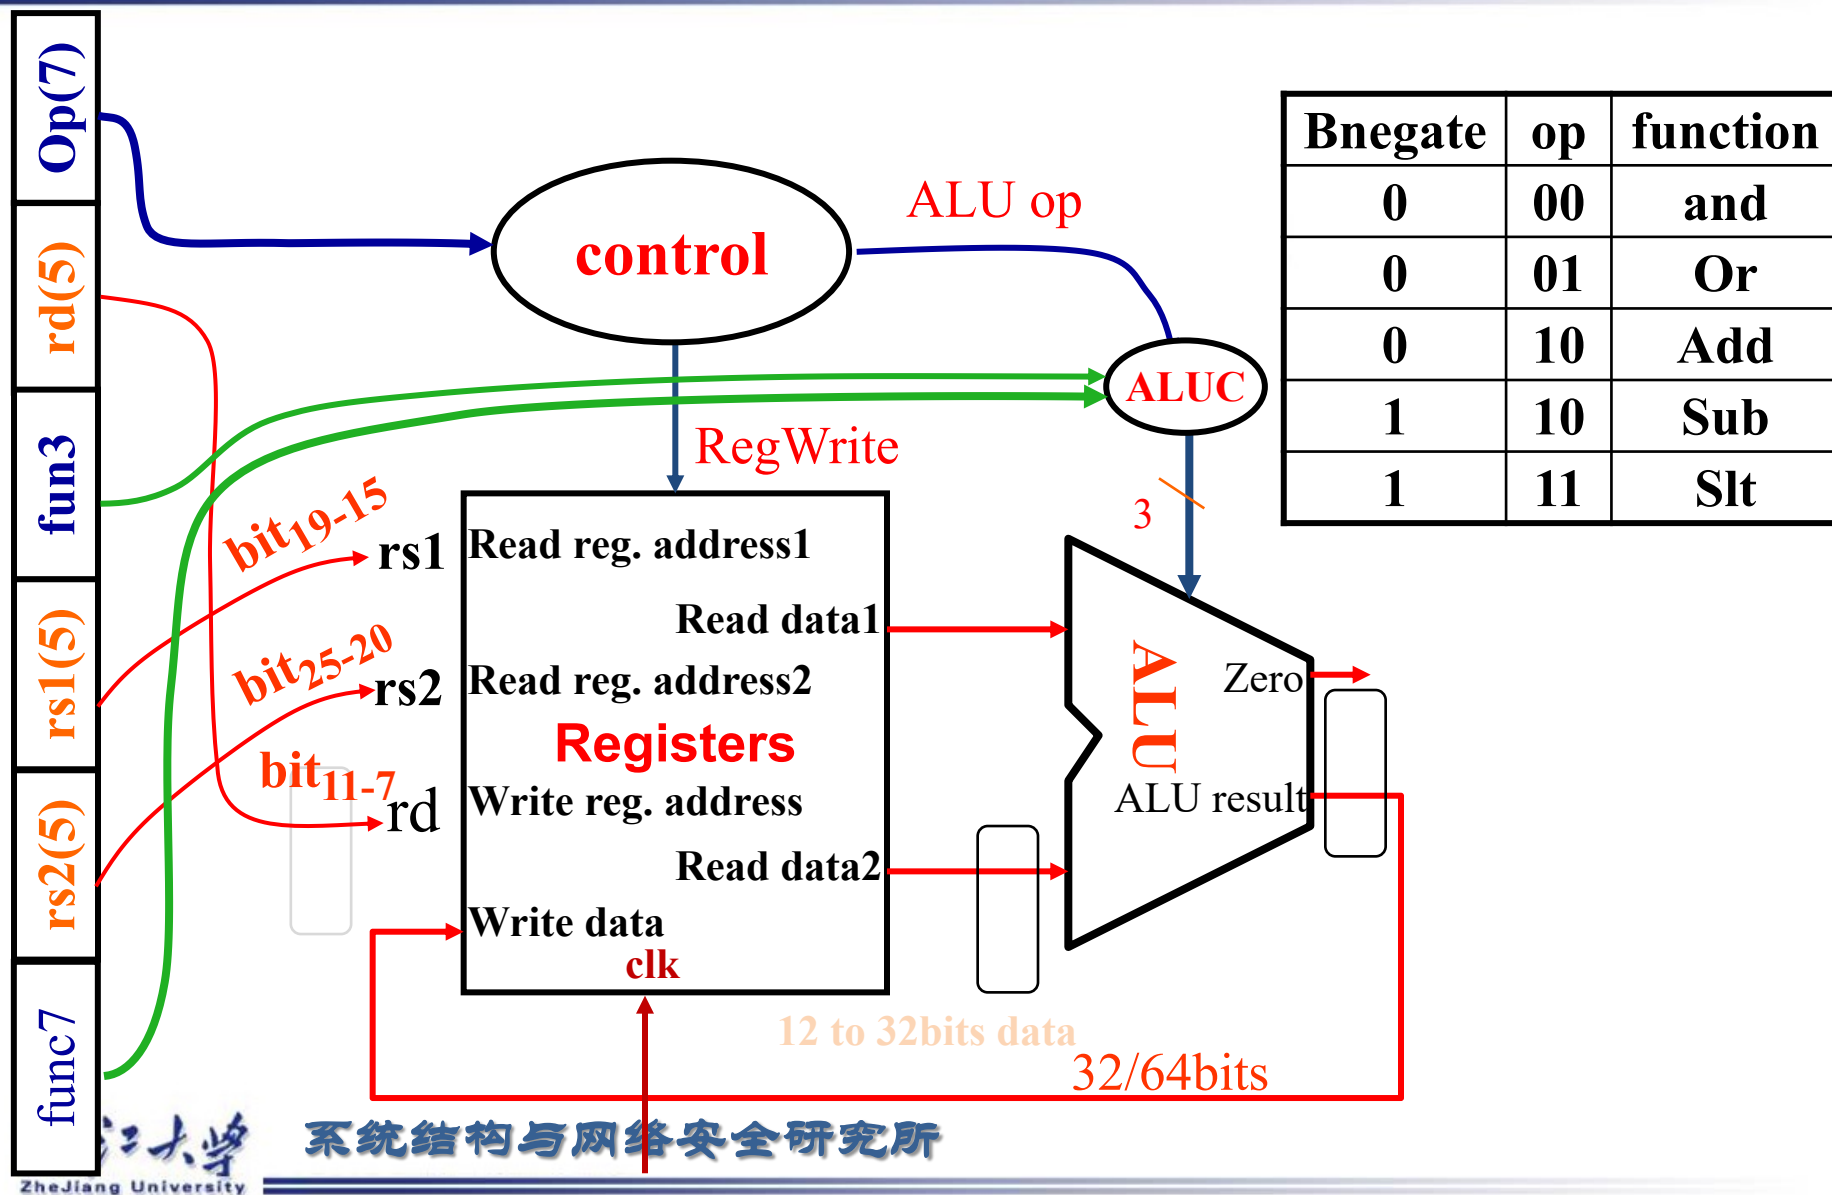 Op(7)
rd(5)
fun3
rs1(5)
rs2(5)
func7
control
ALU op
ALUC
RegWrite
3
bit19-15
rs1
bit25-20
rs2
bit11-7
rd
Read reg. address1
Read data1
Read reg. address2
Registers
Write reg. address
Read data2
Write data
clk
ALU
Zero
ALU result
12 to 32bits data
32/64bits
Bnegate op function
0 00 and
0 01 Or
0 10 Add
1 10 Sub
1 11 Slt
江大学
ZheJiang University
系统结构与网络安全研究所